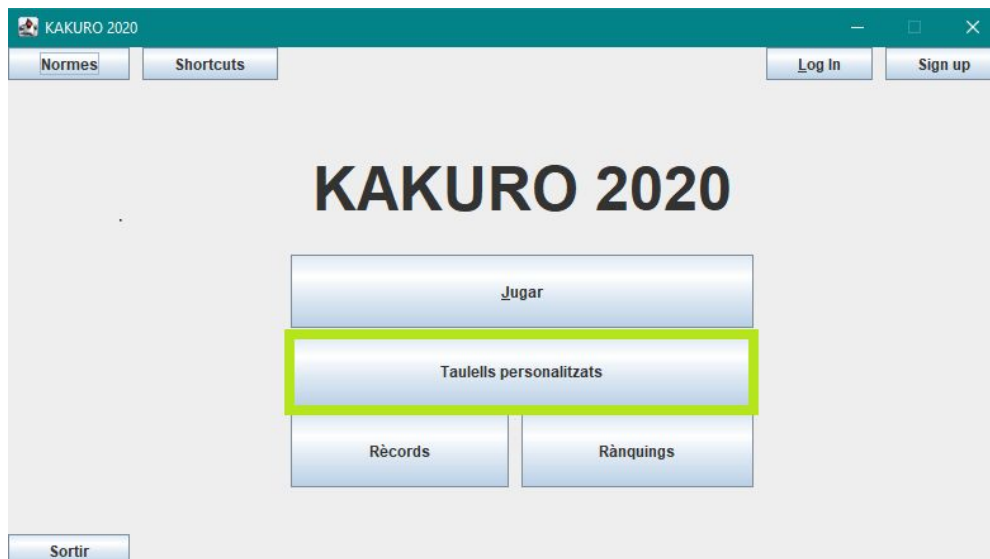 KAKURO 2020
Normes Shortcuts Log In Sign up
KAKURO 2020
Jugar
Taulells personalitzats
Rècords Rànquings
Sortir